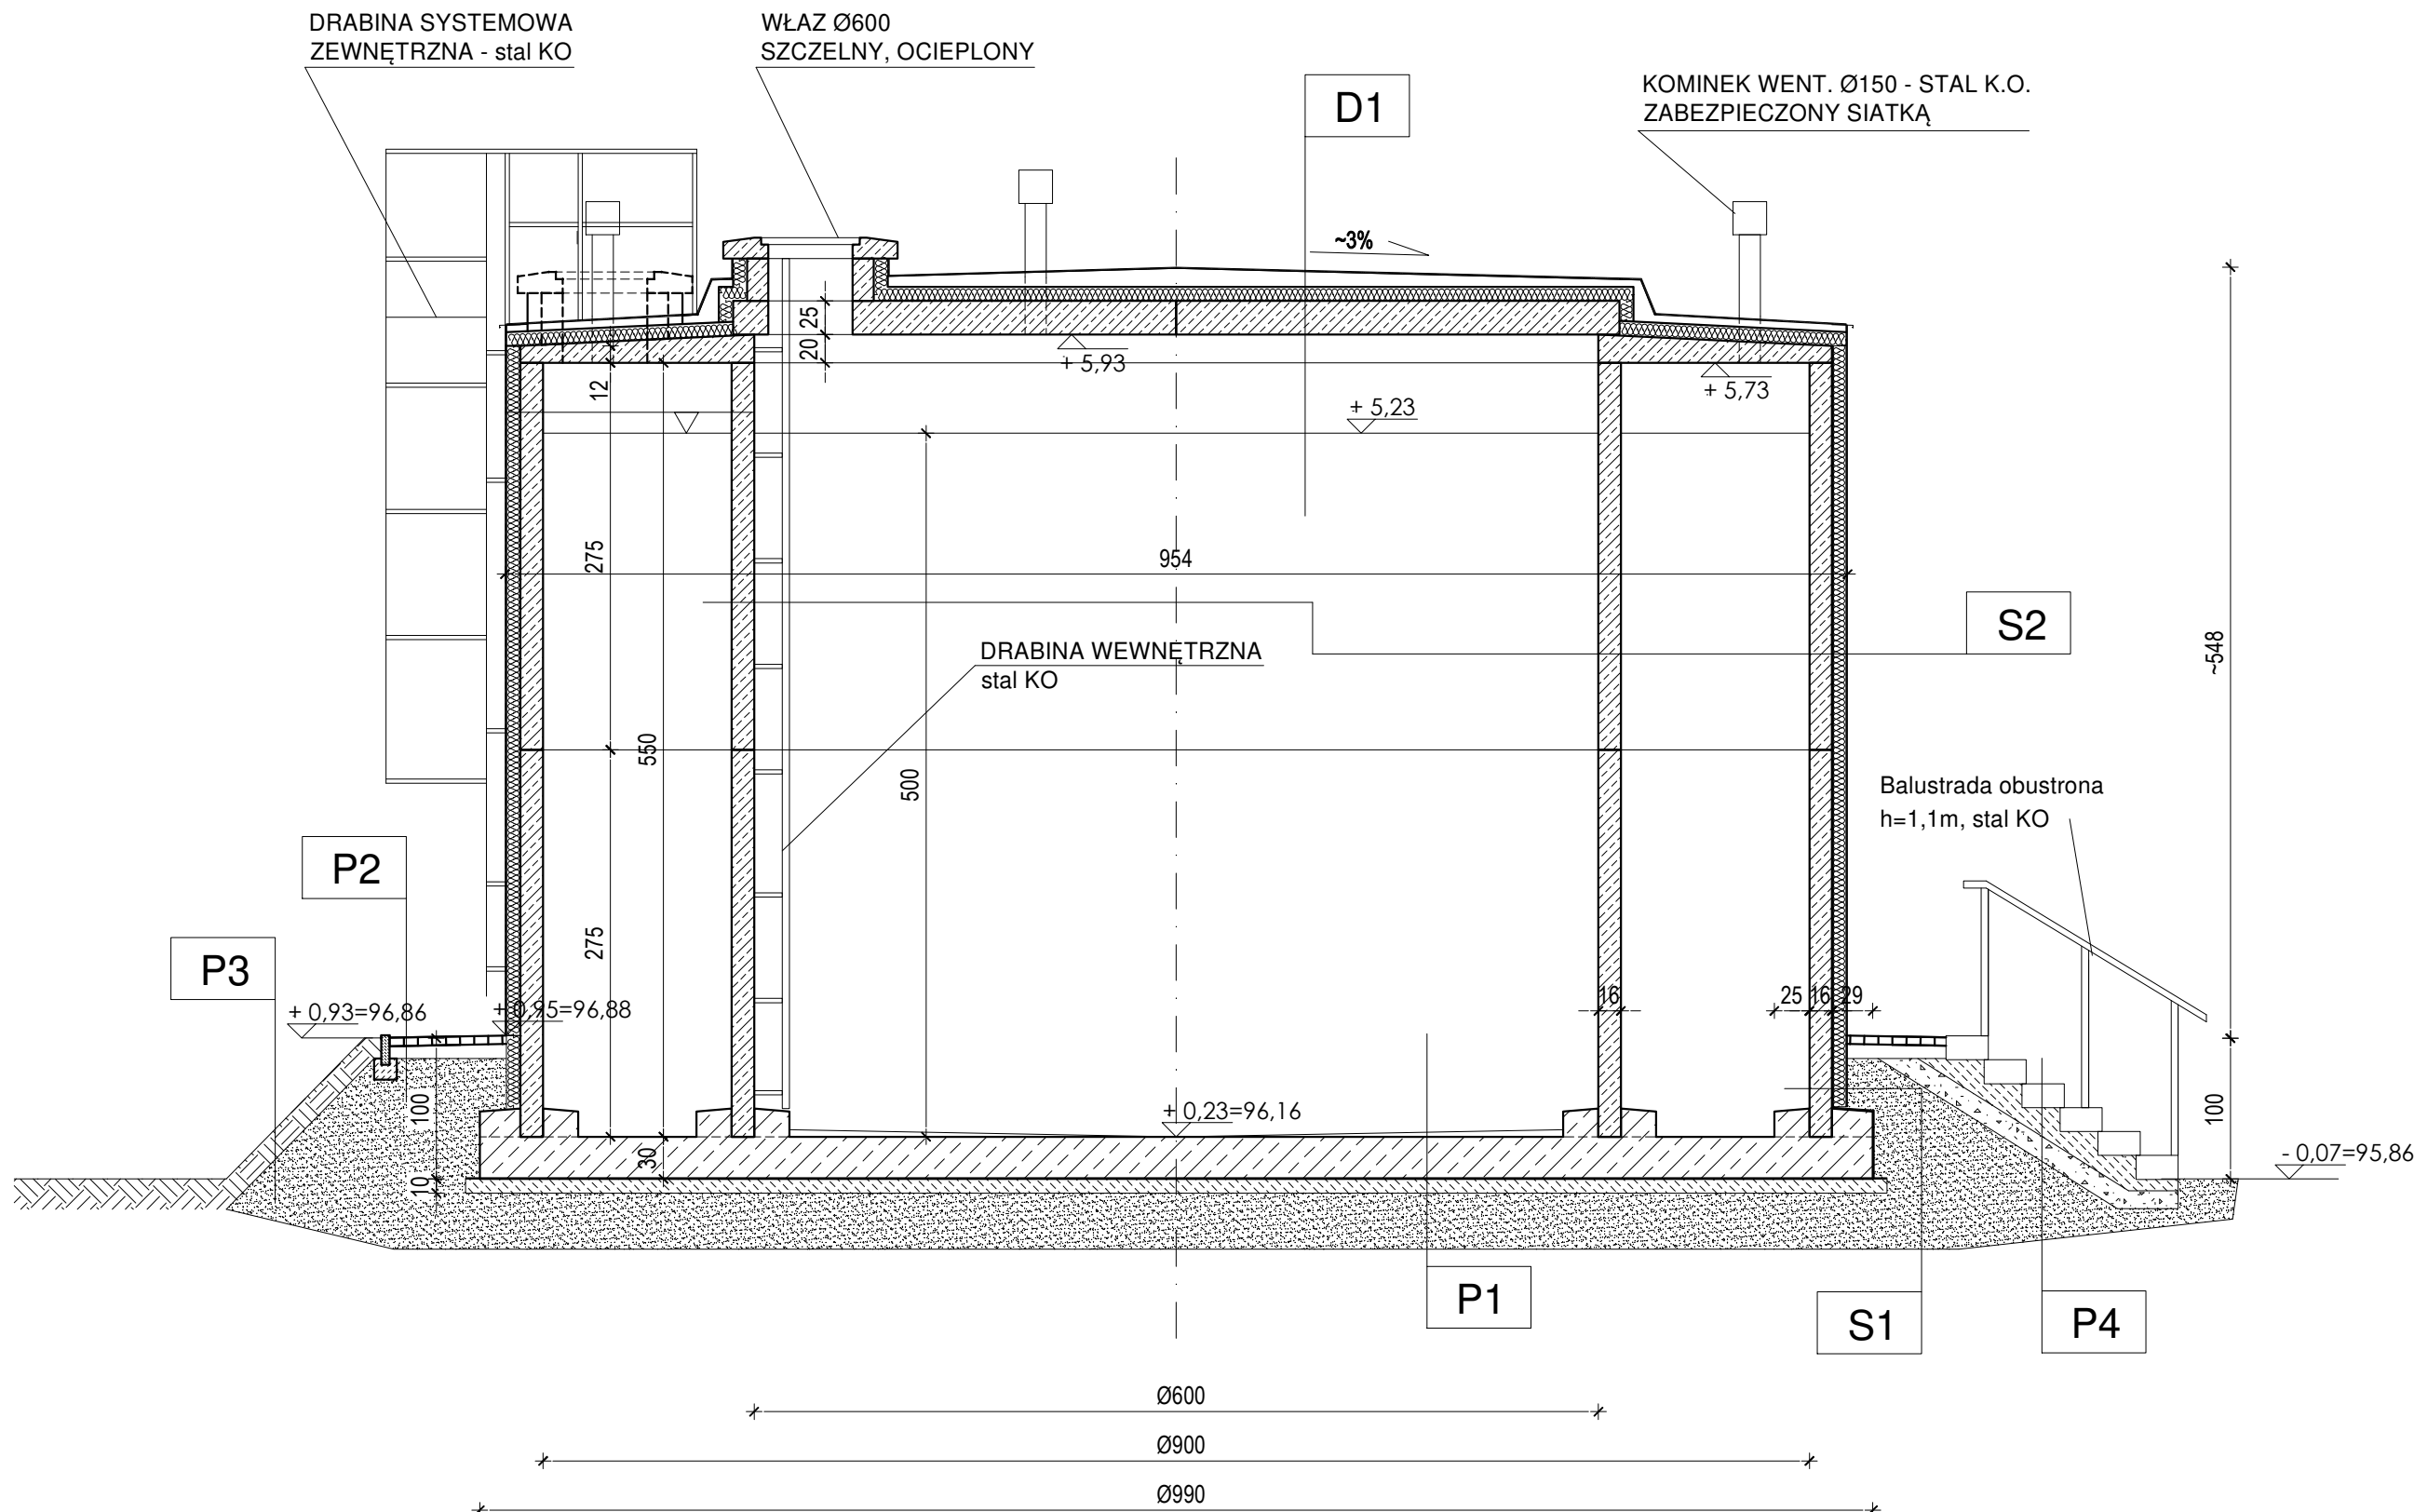 DRABINA SYSTEMOWA
ZEWNĘTRZNA - stal KO
WŁAZ Ø600
SZCZELNY, OCIEPLONY
D1
KOMINEK WENT. Ø150 - STAL K.O.
ZABEZPIECZONY SIATKĄ
~3%
25
20
+ 5,93
12
+ 5,73
+ 5,23
275
954
S2
DRABINA WEWNĘTRZNA
stal KO
~548
550
500
Balustrada obustrona
h=1,1m, stal KO
P2
275
P3
+ 0,93=96,86
+ 0,95=96,88
16
25
16
29
100
+ 0,23=96,16
100
30
10
- 0,07=95,86
P1
S1
P4
Ø600
Ø900
Ø990